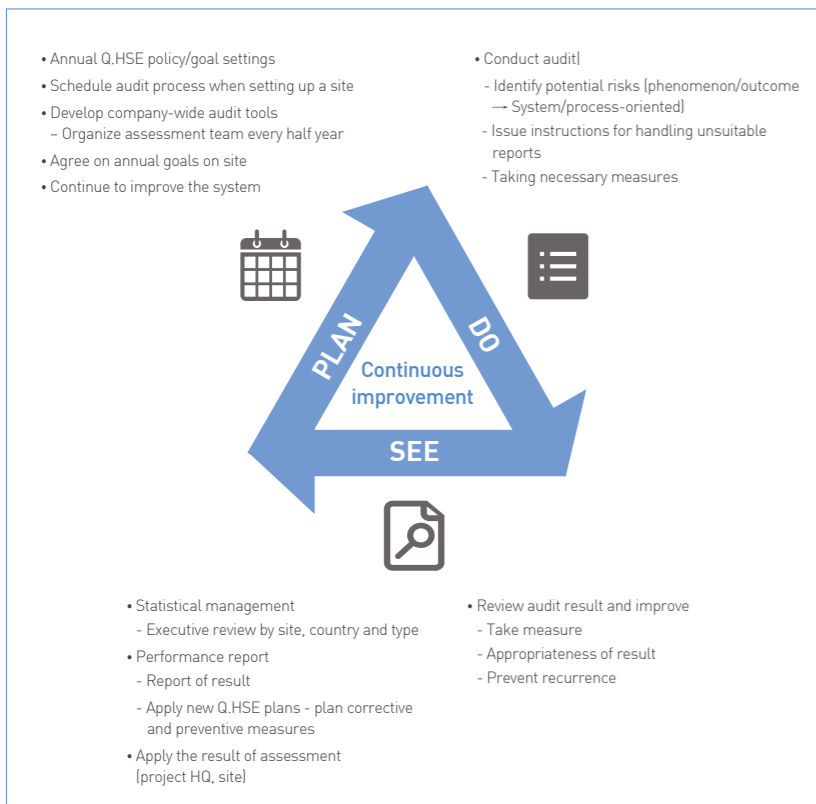 • Annual Q.HSE policy/goal settings
• Schedule audit process when setting up a site
• Develop company-wide audit tools
– Organize assessment team every half year
• Agree on annual goals on site
• Continue to improve the system
• Conduct audit|
- Identify potential risks (phenomenon/outcome
→ System/process-oriented)
- Issue instructions for handling unsuitable
reports
- Taking necessary measures
PLAN
DO
Continuous
improvement
SEE
• Statistical management
- Executive review by site, country and type
• Performance report
- Report of result
- Apply new Q.HSE plans - plan corrective
and preventive measures
• Apply the result of assessment
(project HQ, site)
• Review audit result and improve
- Take measure
- Appropriateness of result
- Prevent recurrence